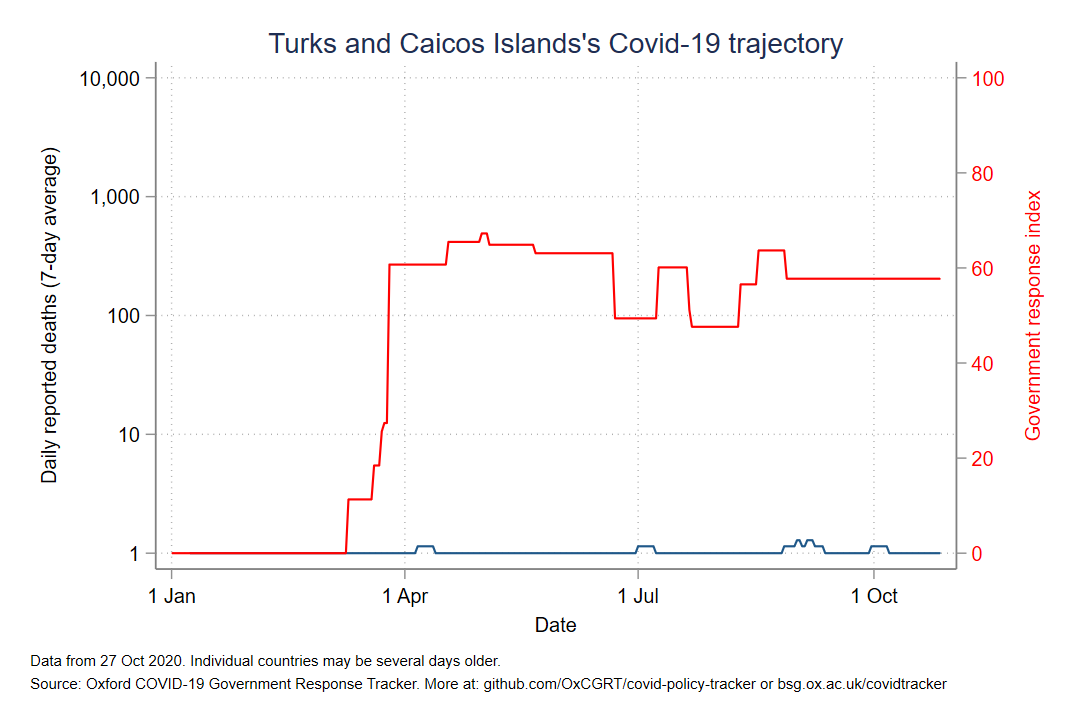 Turks and Caicos Islands's Covid-19 trajectory
10,000
1,000
100
10
1
Daily reported deaths (7-day average)
100
80
60
40
20
0
Government response index
1 Jan
1 Apr
1 Jul
1 Oct
Date
Data from 27 Oct 2020. Individual countries may be several days older.
Source: Oxford COVID-19 Government Response Tracker. More at: github.com/OxCGRT/covid-policy-tracker or bsg.ox.ac.uk/covidtracker